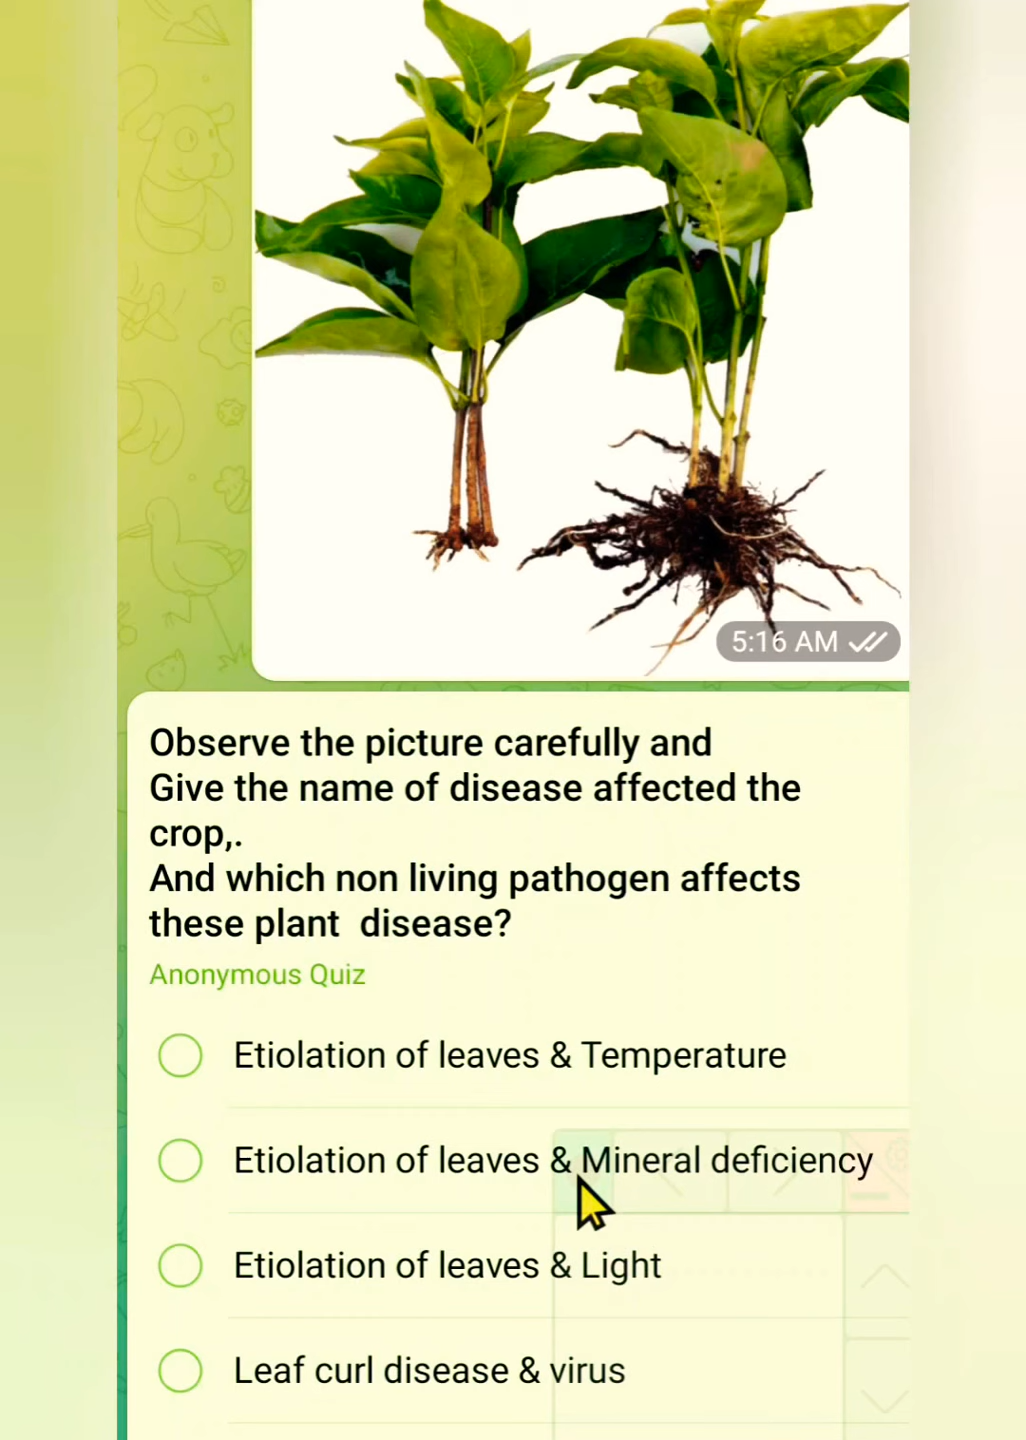 5:16 AM
Observe the picture carefully and
Give the name of disease affected the
crop,.
And which non living pathogen affects
these plant  disease?
Anonymous Quiz
Etiolation of leaves & Temperature
Etiolation of leaves & Mineral deficiency
Etiolation of leaves & Light
Leaf curl disease & virus